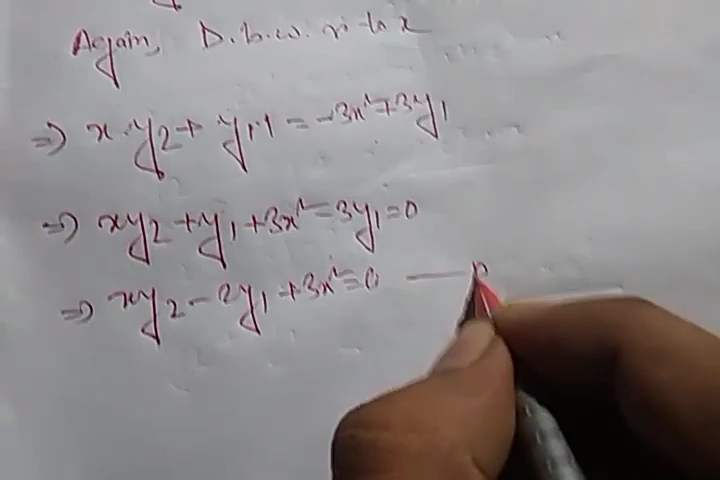 Again, D.b.w.r. to x
⇒ x.y₂ + y₁.1 = -3x² + 3y₁
⇒ xy₂ + y₁ + 3x² - 3y₁ = 0
⇒ xy₂ - 2y₁ + 3x² = 0 —